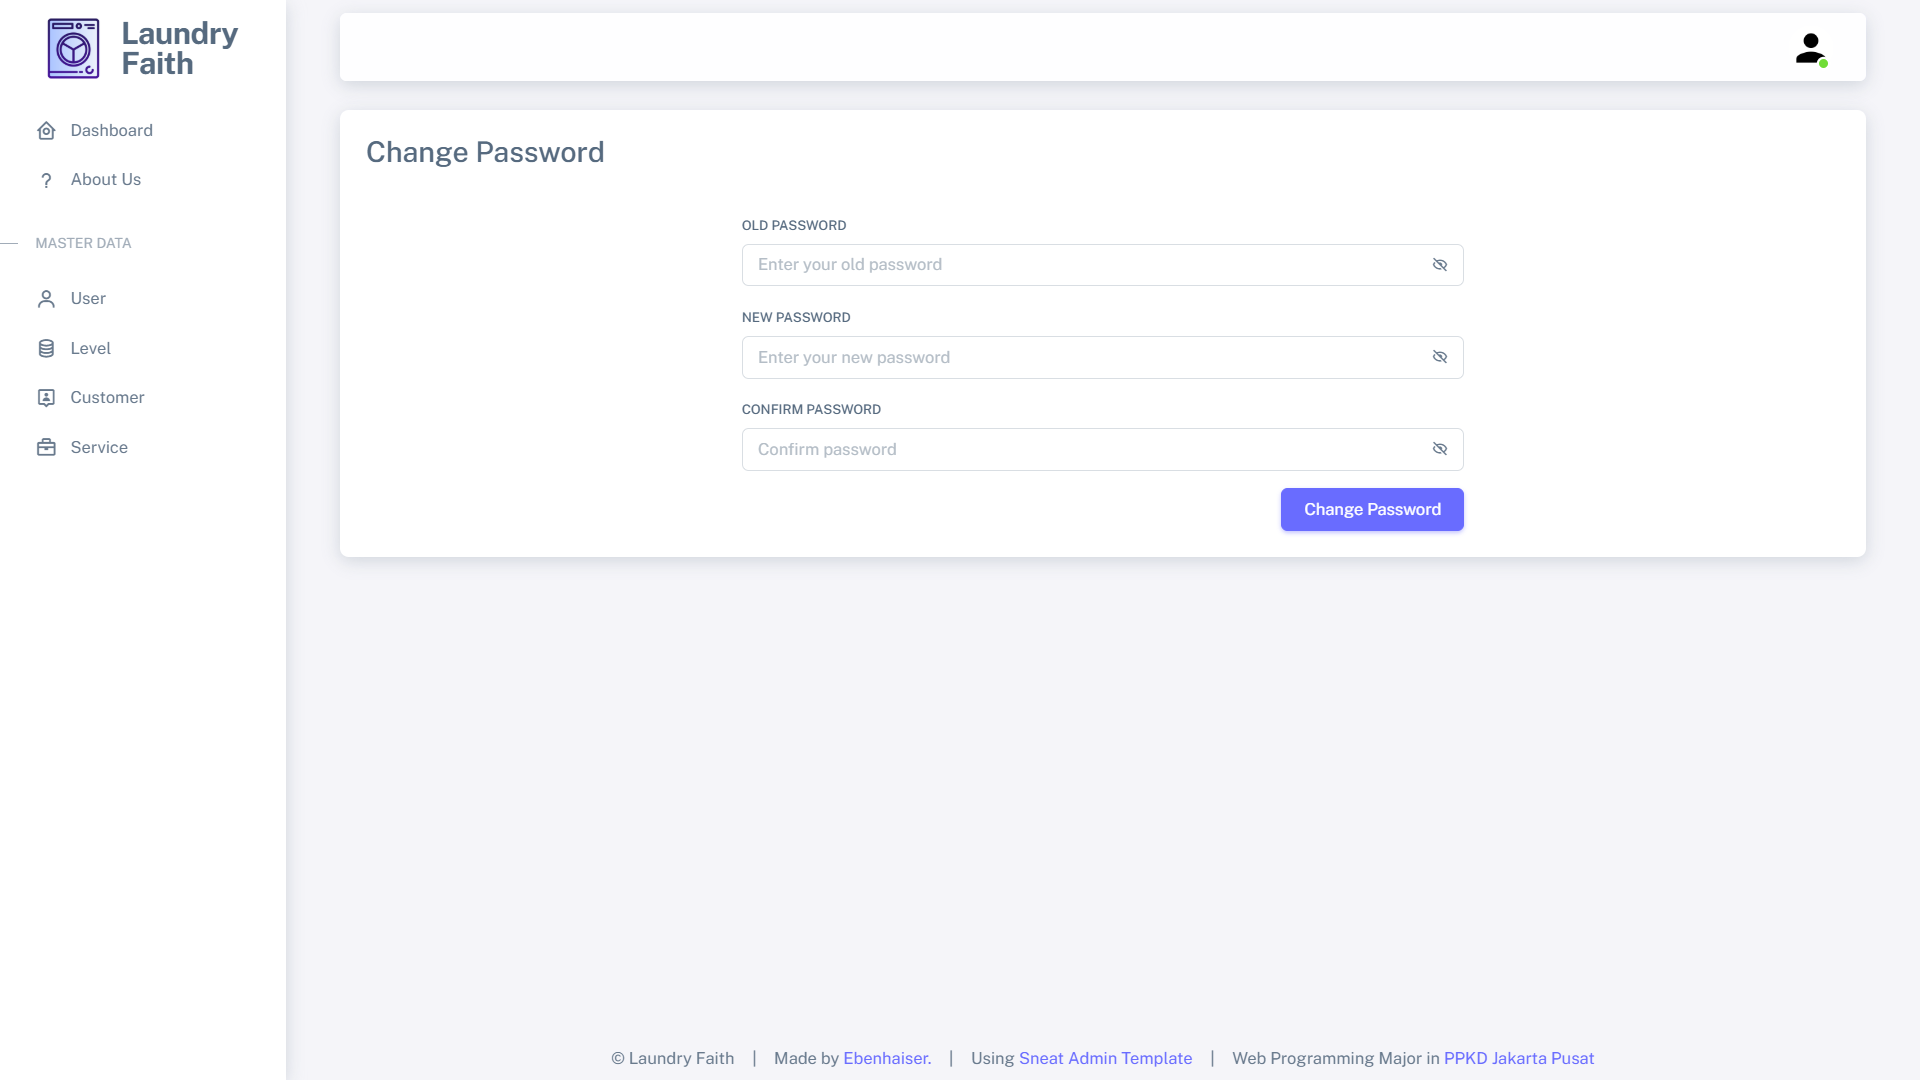 Laundry
Faith
Dashboard
About Us
MASTER DATA
User
Level
Customer
Service
Change Password
OLD PASSWORD
Enter your old password
NEW PASSWORD
Enter your new password
CONFIRM PASSWORD
Confirm password
Change Password
© Laundry Faith | Made by Ebenhaiser. | Using Sneat Admin Template | Web Programming Major in PPKD Jakarta Pusat